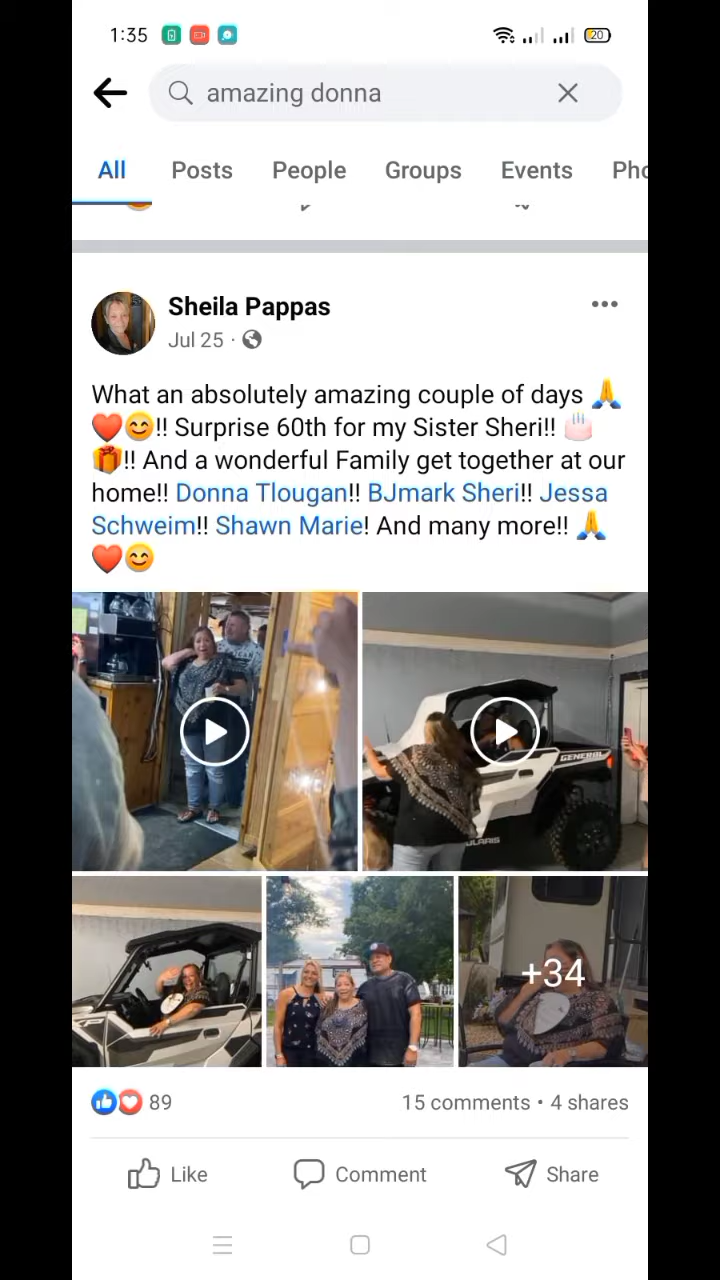 1:35
20
amazing donna
All Posts People Groups Events Pho
Sheila Pappas
Jul 25 ·
What an absolutely amazing couple of days 🙏
❤️😊!! Surprise 60th for my Sister Sheri!! 🎂
🎁!! And a wonderful Family get together at our
home!! Donna Tlougan!! BJmark Sheri!! Jessa
Schweim!! Shawn Marie! And many more!! 🙏
❤️😊
GENERAL
POLARIS
+34
89 15 comments • 4 shares
Like Comment Share